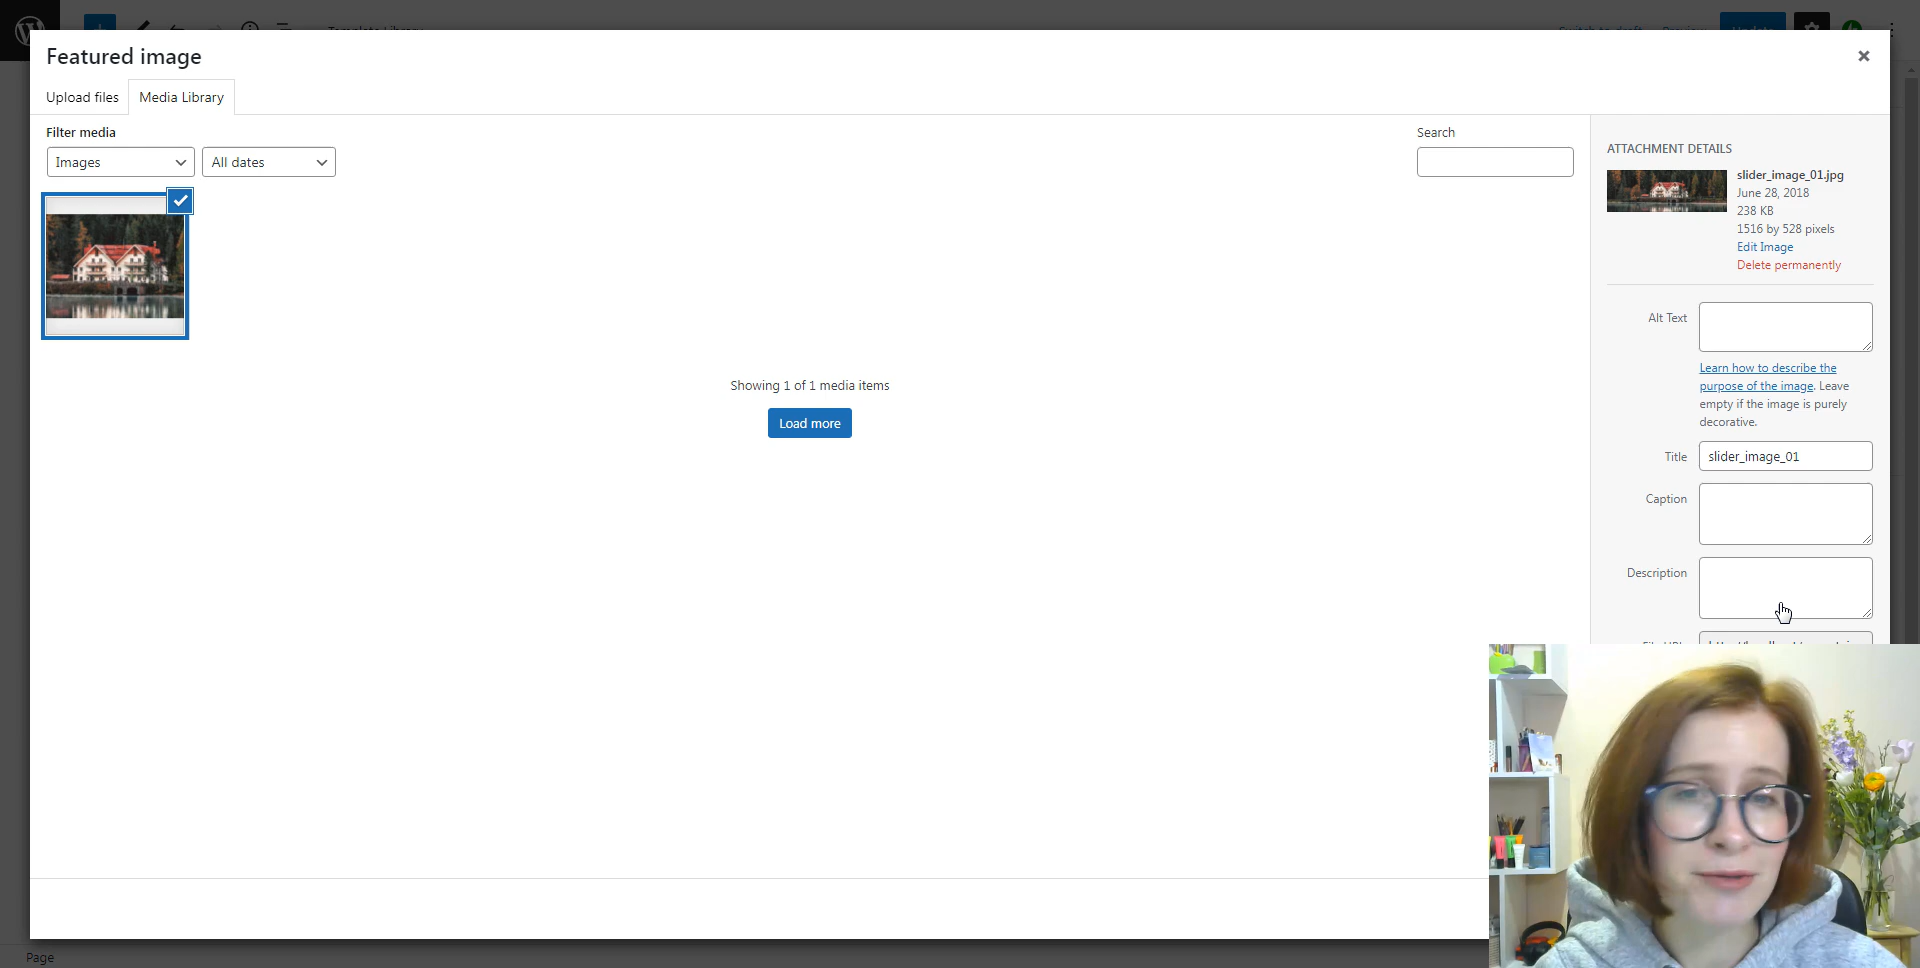 Featured image
Upload files
Media Library
Filter media
Images
All dates
Search
Showing 1 of 1 media items
Load more
ATTACHMENT DETAILS
slider_image_01.jpg
June 28, 2018
238 KB
1516 by 528 pixels
Edit Image
Delete permanently
Alt Text
Learn how to describe the
purpose of the image. Leave
empty if the image is purely
decorative.
Title
slider_image_01
Caption
Description
Page